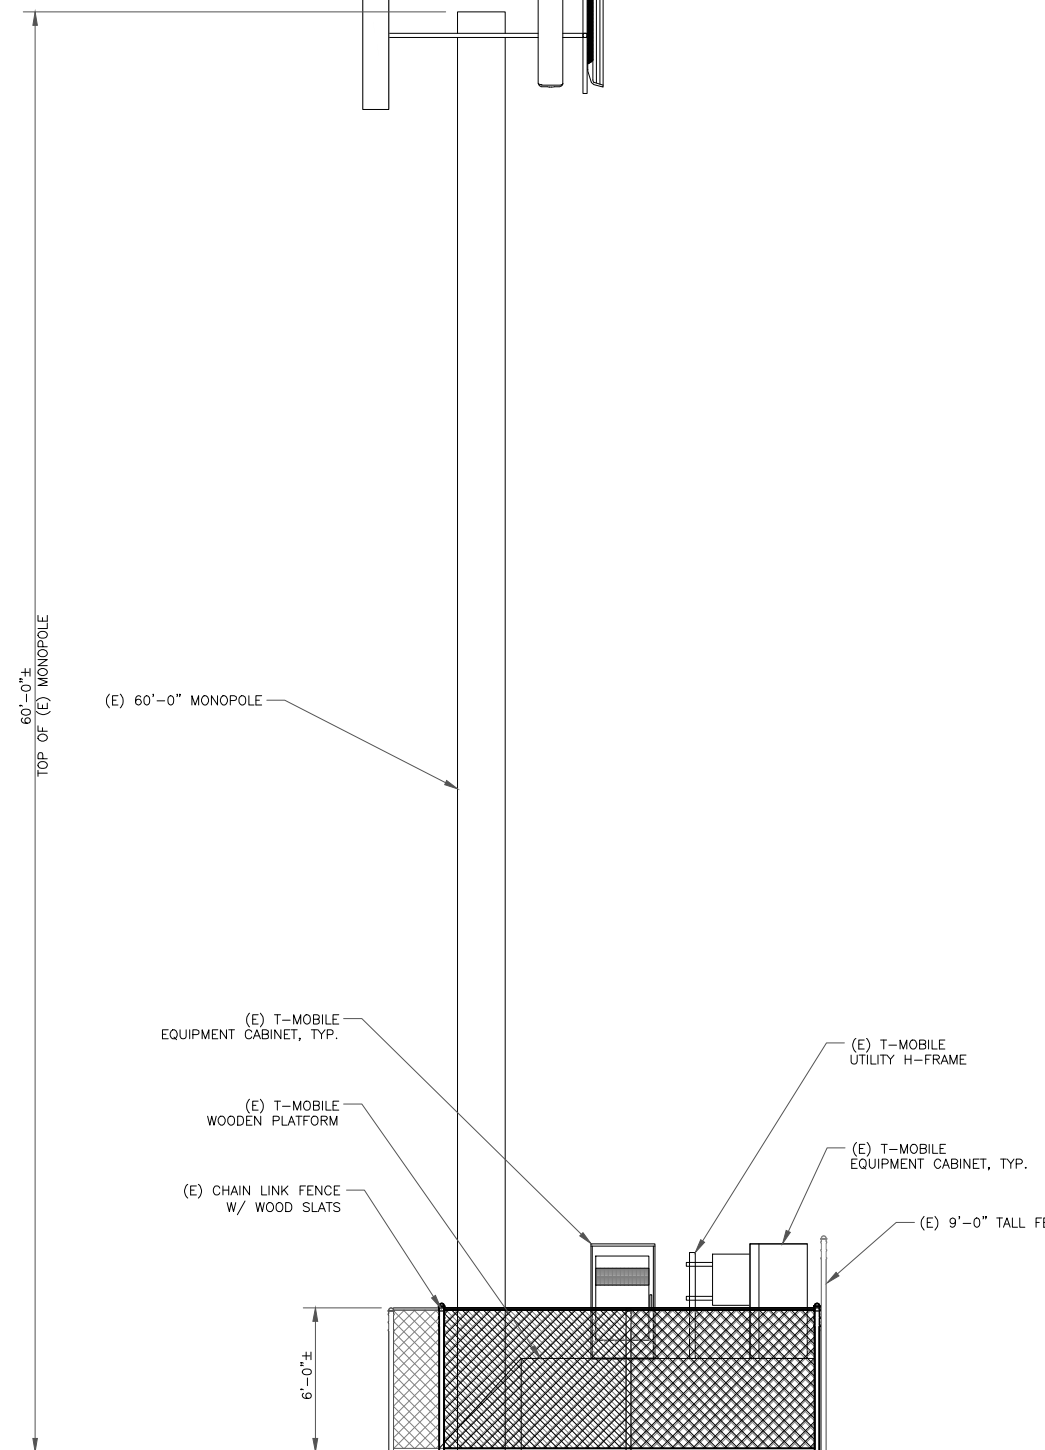 60'-0"±
TOP OF (E) MONOPOLE
(E) 60'-0" MONOPOLE
(E) T-MOBILE
EQUIPMENT CABINET, TYP.
(E) T-MOBILE
UTILITY H-FRAME
(E) T-MOBILE
WOODEN PLATFORM
(E) T-MOBILE
EQUIPMENT CABINET, TYP.
(E) CHAIN LINK FENCE
W/ WOOD SLATS
(E) 9'-0" TALL
6'-0"±